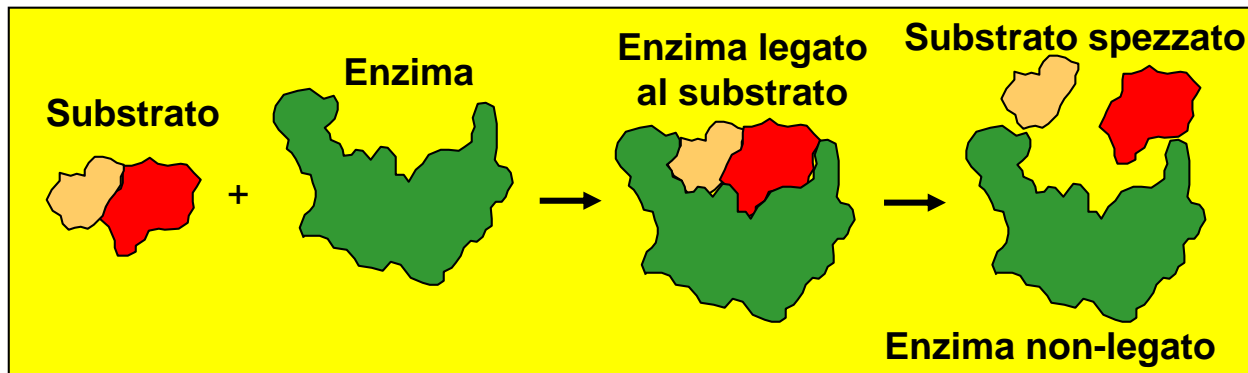 Substrato
+
Enzima
Enzima legato
al substrato
Substrato spezzato
Enzima non-legato